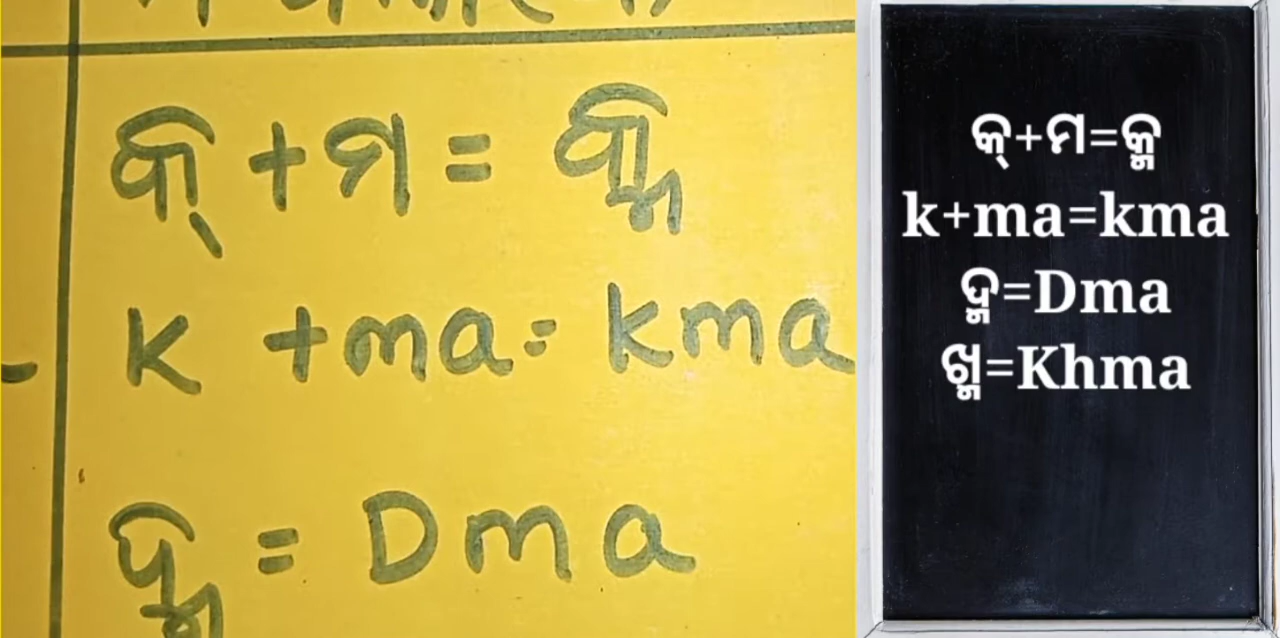 କ୍ + ମ = କ୍ମ
k + ma = kma
ଦ୍ମ = Dma
କ୍+ମ=କ୍ମ
k+ma=kma
ଦ୍ମ=Dma
ଖ୍ମ=Khma